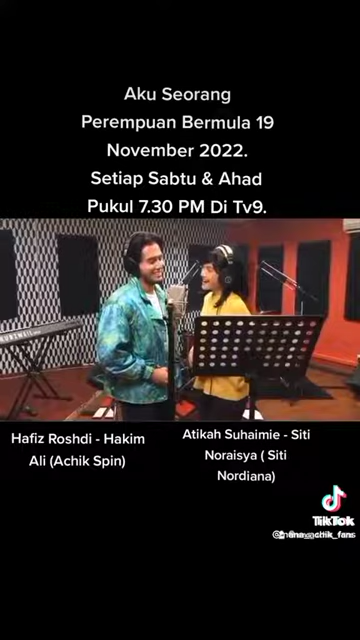 Aku Seorang
Perempuan Bermula 19
November 2022.
Setiap Sabtu & Ahad
Pukul 7.30 PM Di Tv9.
Hafiz Roshdi - Hakim
Ali (Achik Spin)
Atikah Suhaimie - Siti
Noraisya ( Siti
Nordiana)
TikTok